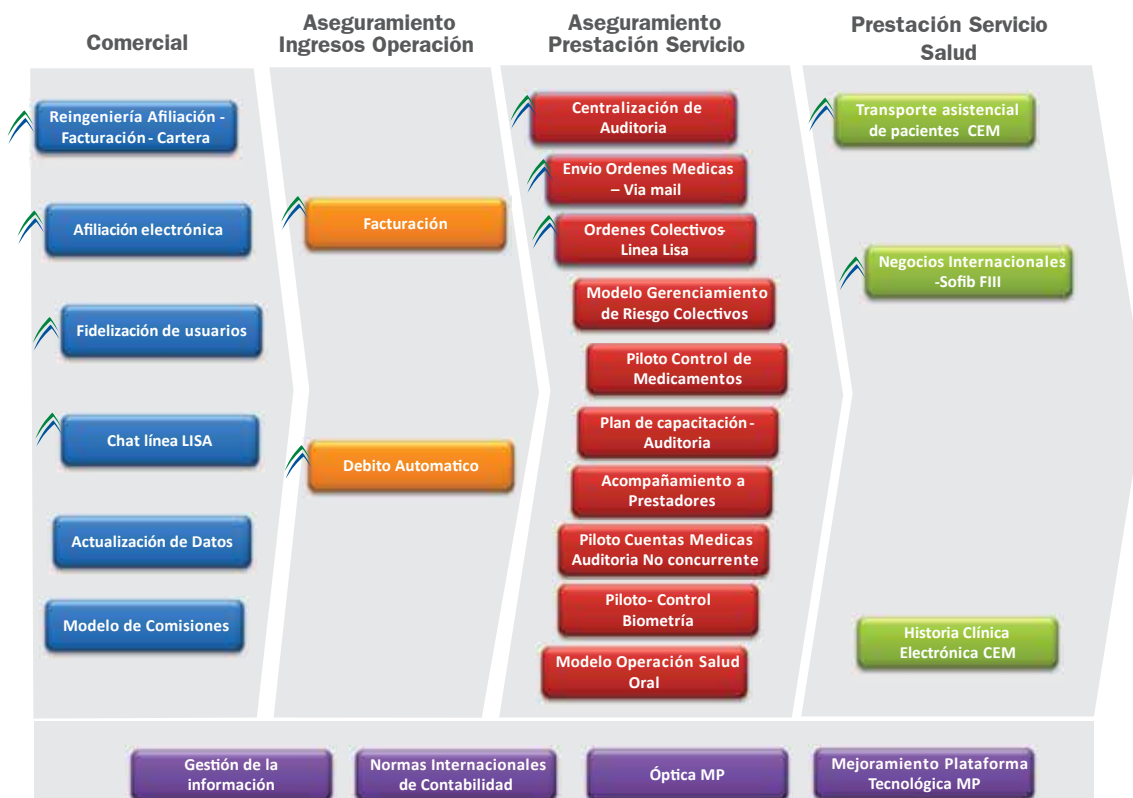 Comercial
Aseguramiento
Ingresos Operación
Aseguramiento
Prestación Servicio
Prestación Servicio
Salud
Reingeniería Afiliación -
Facturación - Cartera
Afiliación electrónica
Fidelización de usuarios
Chat línea LISA
Actualización de Datos
Modelo de Comisiones
Facturación
Debito Automatico
Centralización de
Auditoria
Envio Ordenes Medicas
– Via mail
Ordenes Colectivos-
Linea Lisa
Modelo Gerenciamiento
de Riesgo Colectivos
Piloto Control de
Medicamentos
Plan de capacitación -
Auditoria
Acompañamiento a
Prestadores
Piloto Cuentas Medicas
Auditoria No concurrente
Piloto- Control
Biometría
Modelo Operación Salud
Oral
Transporte asistencial
de pacientes CEM
Negocios Internacionales
-Sofib FIII
Historia Clínica
Electrónica CEM
Gestión de la
información
Normas Internacionales
de Contabilidad
Óptica MP
Mejoramiento Plataforma
Tecnológica MP